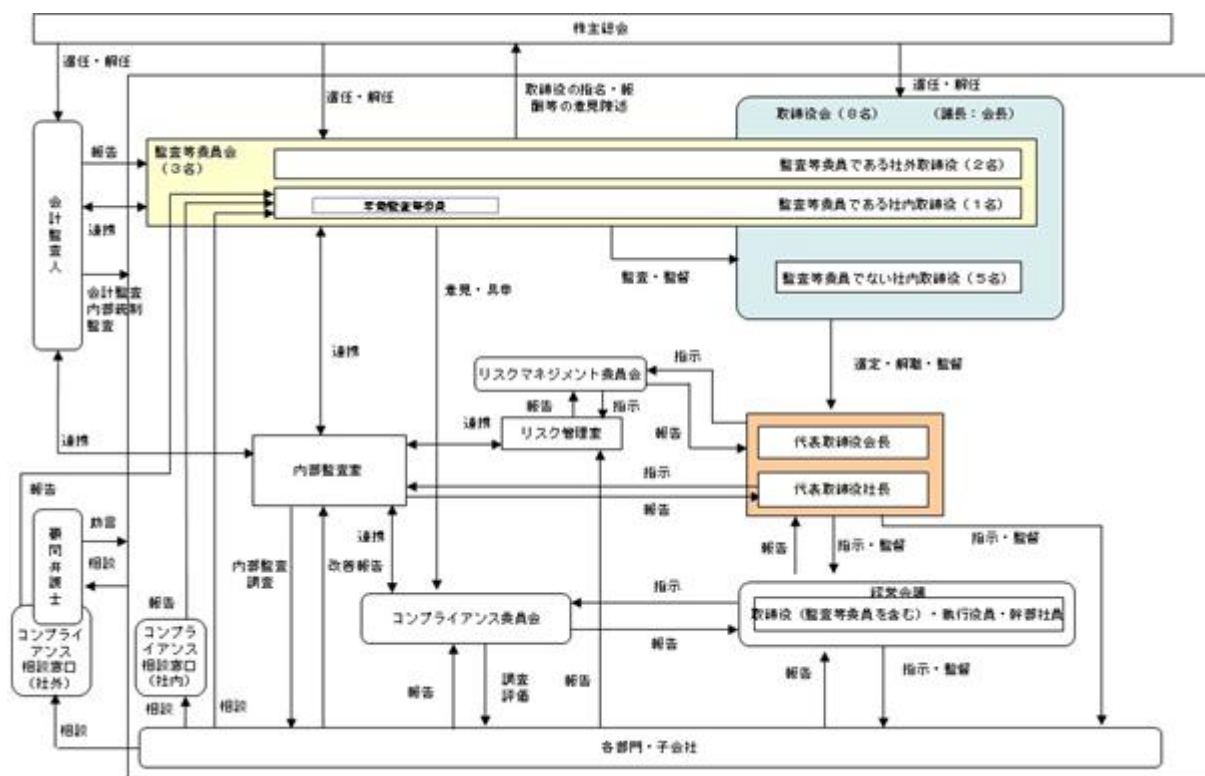 株主総会
選任・解任
選任・解任
取締役の指名・報
酬等の意見陳述
選任・解任
取締役会(8名) (議長:会長)
監査等委員会
(3名)
報告
監査等委員である社外取締役(2名)
常勤監査等委員
監査等委員である社内取締役(1名)
会計監査人
連携
会計監査
内部統制
監査
監査・監督
監査等委員でない社内取締役(5名)
意見・具申
連携
選定・解職・監督
指示
リスクマネジメント委員会
報告
指示
連携
リスク管理室
報告
代表取締役会長
連携
内部監査室
指示
代表取締役社長
報告
報告
顧問弁護士
助言
相談
内部監査
調査
改善報告
連携
報告
指示・監督
指示・監督
経営会議
取締役(監査等委員を含む)・執行役員・幹部社員
指示
コンプライアンス委員会
報告
報告
コンプライ
アンス
相談窓口
(社外)
コンプラ
イアンス
相談窓口
(社内)
報告
調査
評価
報告
報告
指示・監督
相談
相談
相談
各部門・子会社